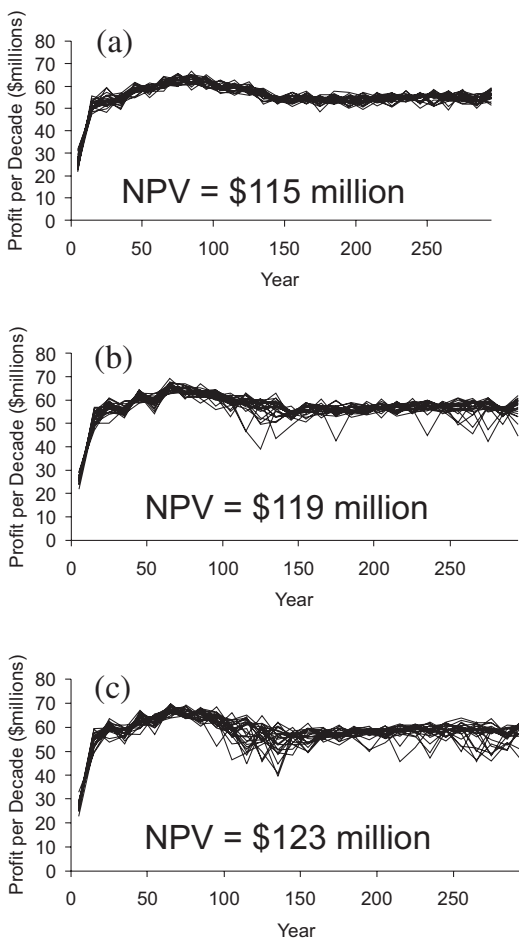 (a)
Profit per Decade ($millions)
80
70
60
50
40
30
20
10
0
0 50 100 150 200 250
NPV = $115 million
Year
(b)
Profit per Decade ($millions)
80
70
60
50
40
30
20
10
0
0 50 100 150 200 250
NPV = $119 million
Year
(c)
Profit per Decade ($millions)
80
70
60
50
40
30
20
10
0
0 50 100 150 200 250
NPV = $123 million
Year